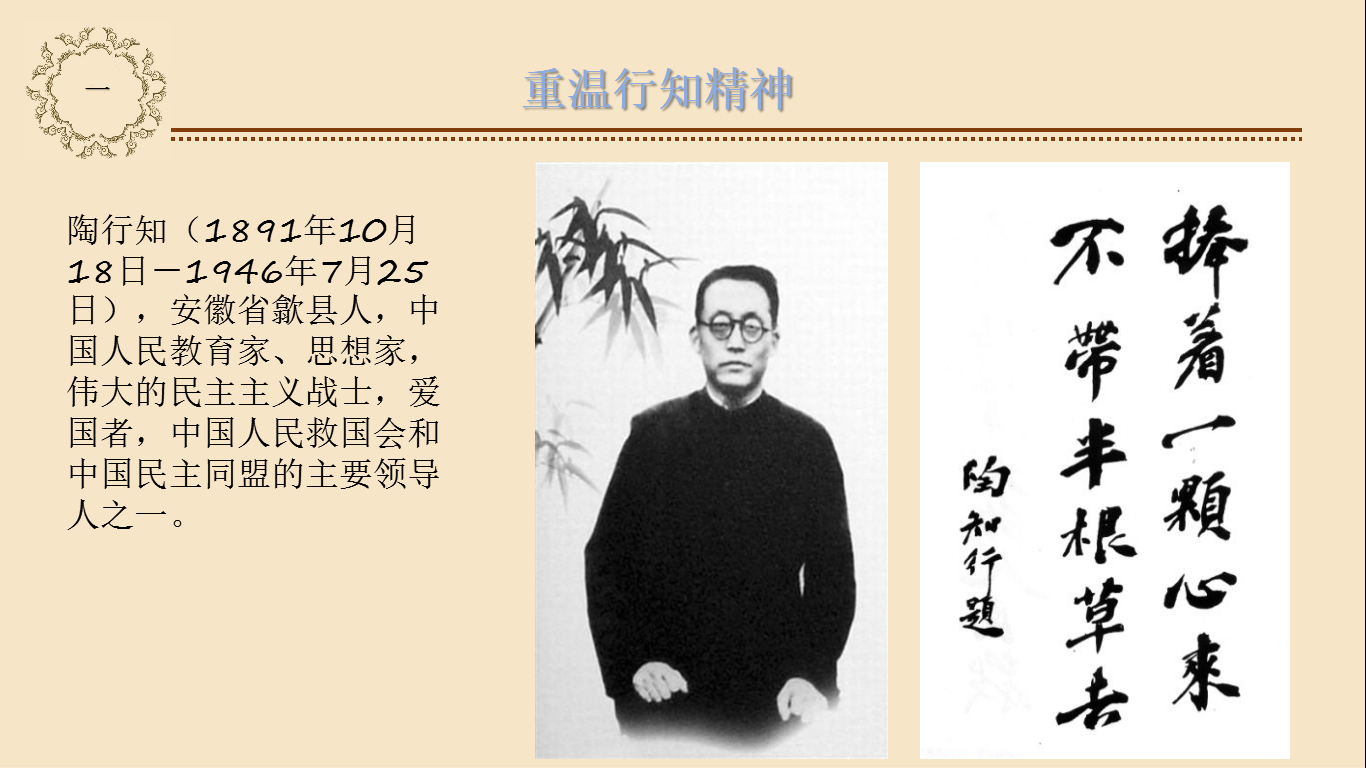 一
重温行知精神
陶行知（1891年10月
18日－1946年7月25
日），安徽省歙县人，中
国人民教育家、思想家，
伟大的民主主义战士，爱
国者，中国人民救国会和
中国民主同盟的主要领导
人之一。
捧着一顆心來
不帶半根草去
陶知行題